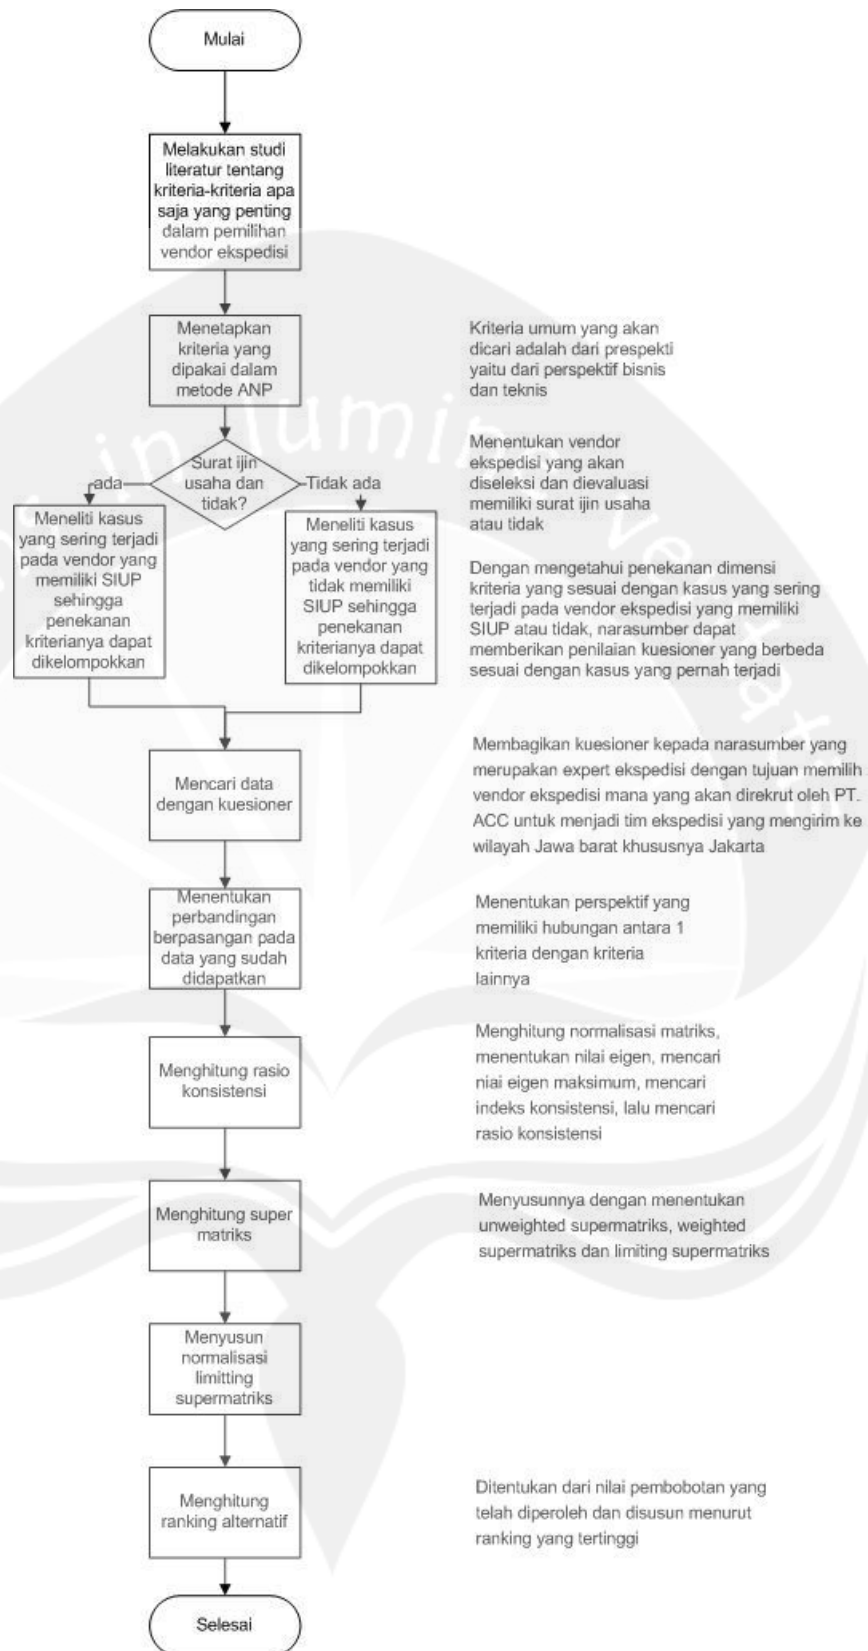 Mulai
Melakukan studi
literatur tentang
kriteria-kriteria apa
saja yang penting
dalam pemilihan
vendor ekspedisi
Menetapkan
kriteria yang
dipakai dalam
metode ANP
Kriteria umum yang akan
dicari adalah dari prespekti
yaitu dari perspektif bisnis
dan teknis
Surat ijin
usaha dan
tidak?
ada
Tidak ada
Menentukan vendor
ekspedisi yang akan
diseleksi dan dievaluasi
memiliki surat ijin usaha
atau tidak
Meneliti kasus
yang sering terjadi
pada vendor yang
memiliki SIUP
sehingga
penekanan
kriterianya dapat
dikelompokkan
Meneliti kasus
yang sering terjadi
pada vendor yang
tidak memiliki
SIUP sehingga
penekanan
kriterianya dapat
dikelompokkan
Dengan mengetahui penekanan dimensi
kriteria yang sesuai dengan kasus yang sering
terjadi pada vendor ekspedisi yang memiliki
SIUP atau tidak, narasumber dapat
memberikan penilaian kuesioner yang berbeda
sesuai dengan kasus yang pernah terjadi
Mencari data
dengan kuesioner
Membagikan kuesioner kepada narasumber yang
merupakan expert ekspedisi dengan tujuan memilih
vendor ekspedisi mana yang akan direkrut oleh PT.
ACC untuk menjadi tim ekspedisi yang mengirim ke
wilayah Jawa barat khususnya Jakarta
Menentukan
perbandingan
berpasangan pada
data yang sudah
didapatkan
Menentukan perspektif yang
memiliki hubungan antara 1
kriteria dengan kriteria
lainnya
Menghitung rasio
konsistensi
Menghitung normalisasi matriks,
menentukan nilai eigen, mencari
niai eigen maksimum, mencari
indeks konsistensi, lalu mencari
rasio konsistensi
Menghitung super
matriks
Menyusunnya dengan menentukan
unweighted supermatriks, weighted
supermatriks dan limiting supermatriks
Menyusun
normalisasi
limitting
supermatriks
Menghitung
ranking alternatif
Ditentukan dari nilai pembobotan yang
telah diperoleh dan disusun menurut
ranking yang tertinggi
Selesai
in lumine veritatis